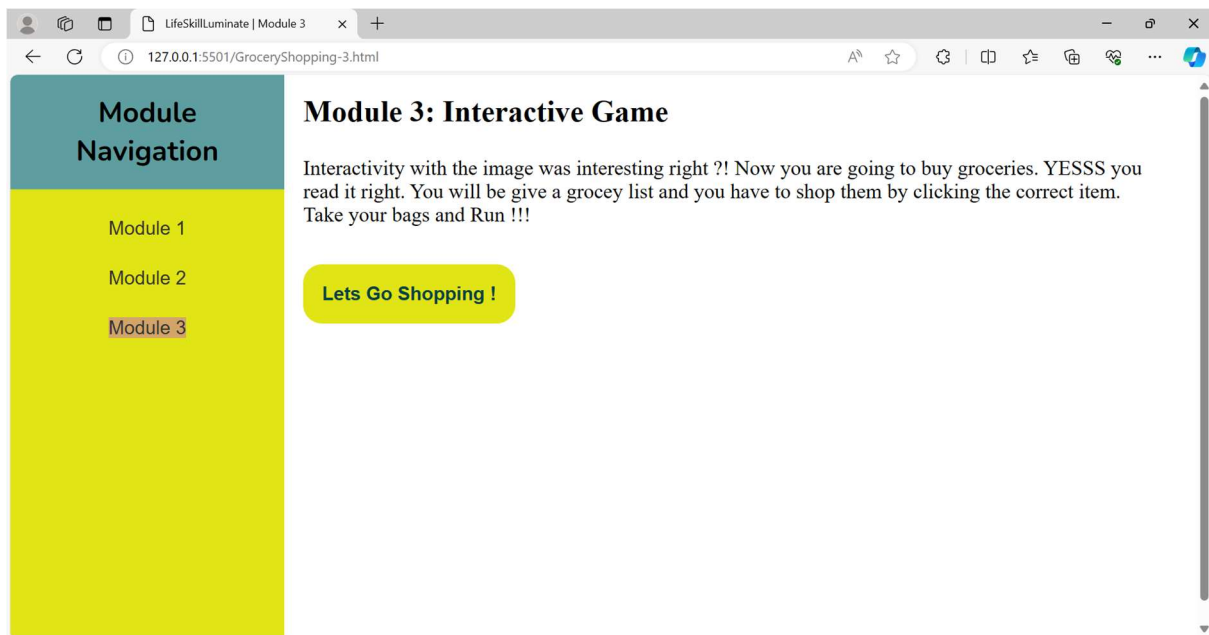 LifeSkillLuminate | Module 3
127.0.0.1:5501/GroceryShopping-3.html
Module
Navigation
Module 1
Module 2
Module 3
Module 3: Interactive Game
Interactivity with the image was interesting right ?! Now you are going to buy groceries. YESSS you
read it right. You will be give a grocey list and you have to shop them by clicking the correct item.
Take your bags and Run !!!
Lets Go Shopping !